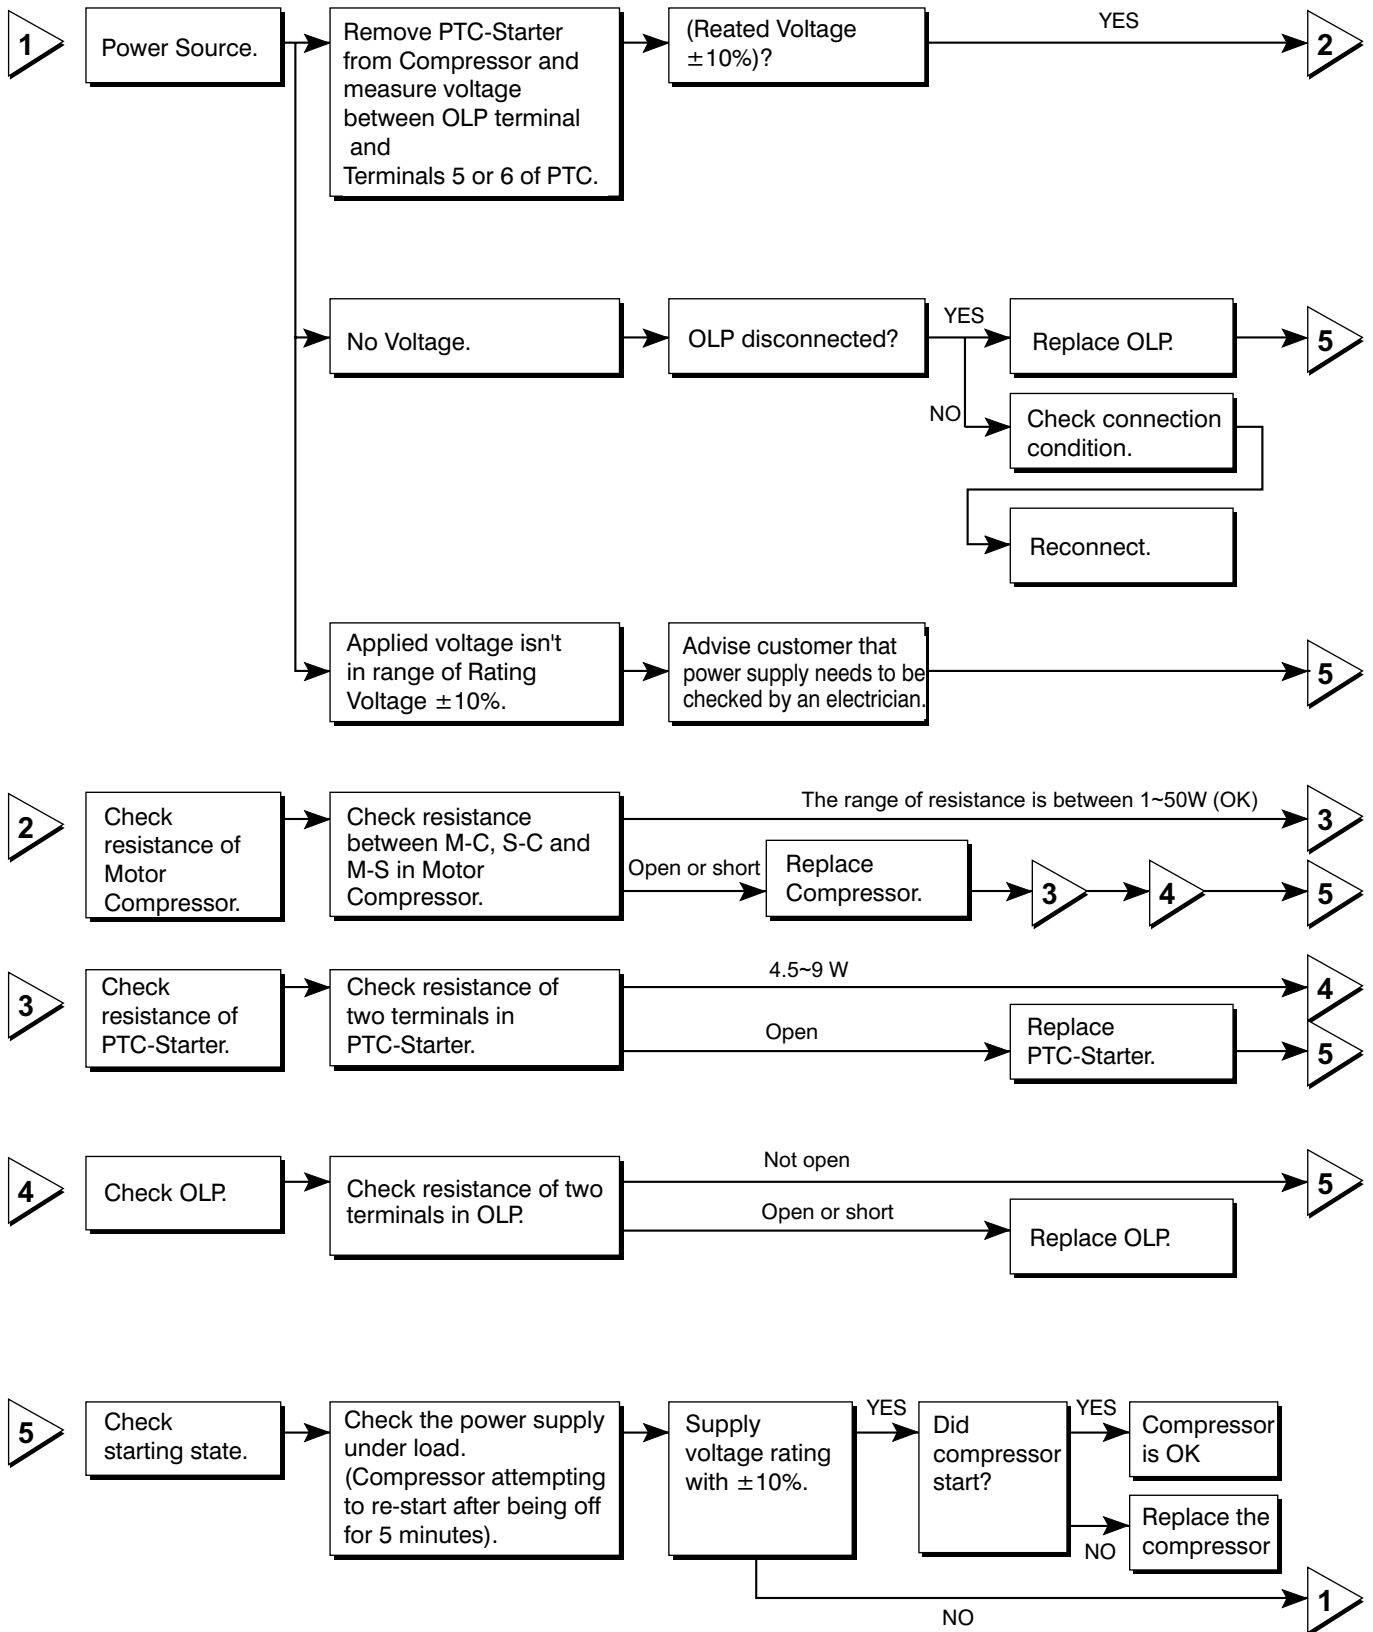 1
Power Source.
Remove PTC-Starter
from Compressor and
measure voltage
between OLP terminal
and
Terminals 5 or 6 of PTC.
(Reated Voltage
±10%)?
YES
2
No Voltage.
OLP disconnected?
YES
Replace OLP.
5
NO
Check connection
condition.
Reconnect.
Applied voltage isn't
in range of Rating
Voltage ±10%.
Advise customer that
power supply needs to be
checked by an electrician.
5
2
Check
resistance of
Motor
Compressor.
Check resistance
between M-C, S-C and
M-S in Motor
Compressor.
The range of resistance is between 1~50W (OK)
3
Open or short
Replace
Compressor.
3
4
5
3
Check
resistance of
PTC-Starter.
Check resistance of
two terminals in
PTC-Starter.
4.5~9 W
4
Open
Replace
PTC-Starter.
5
4
Check OLP.
Check resistance of two
terminals in OLP.
Not open
5
Open or short
Replace OLP.
5
Check
starting state.
Check the power supply
under load.
(Compressor attempting
to re-start after being off
for 5 minutes).
Supply
voltage rating
with ±10%.
YES
Did
compressor
start?
YES
Compressor
is OK
NO
Replace the
compressor
NO
1